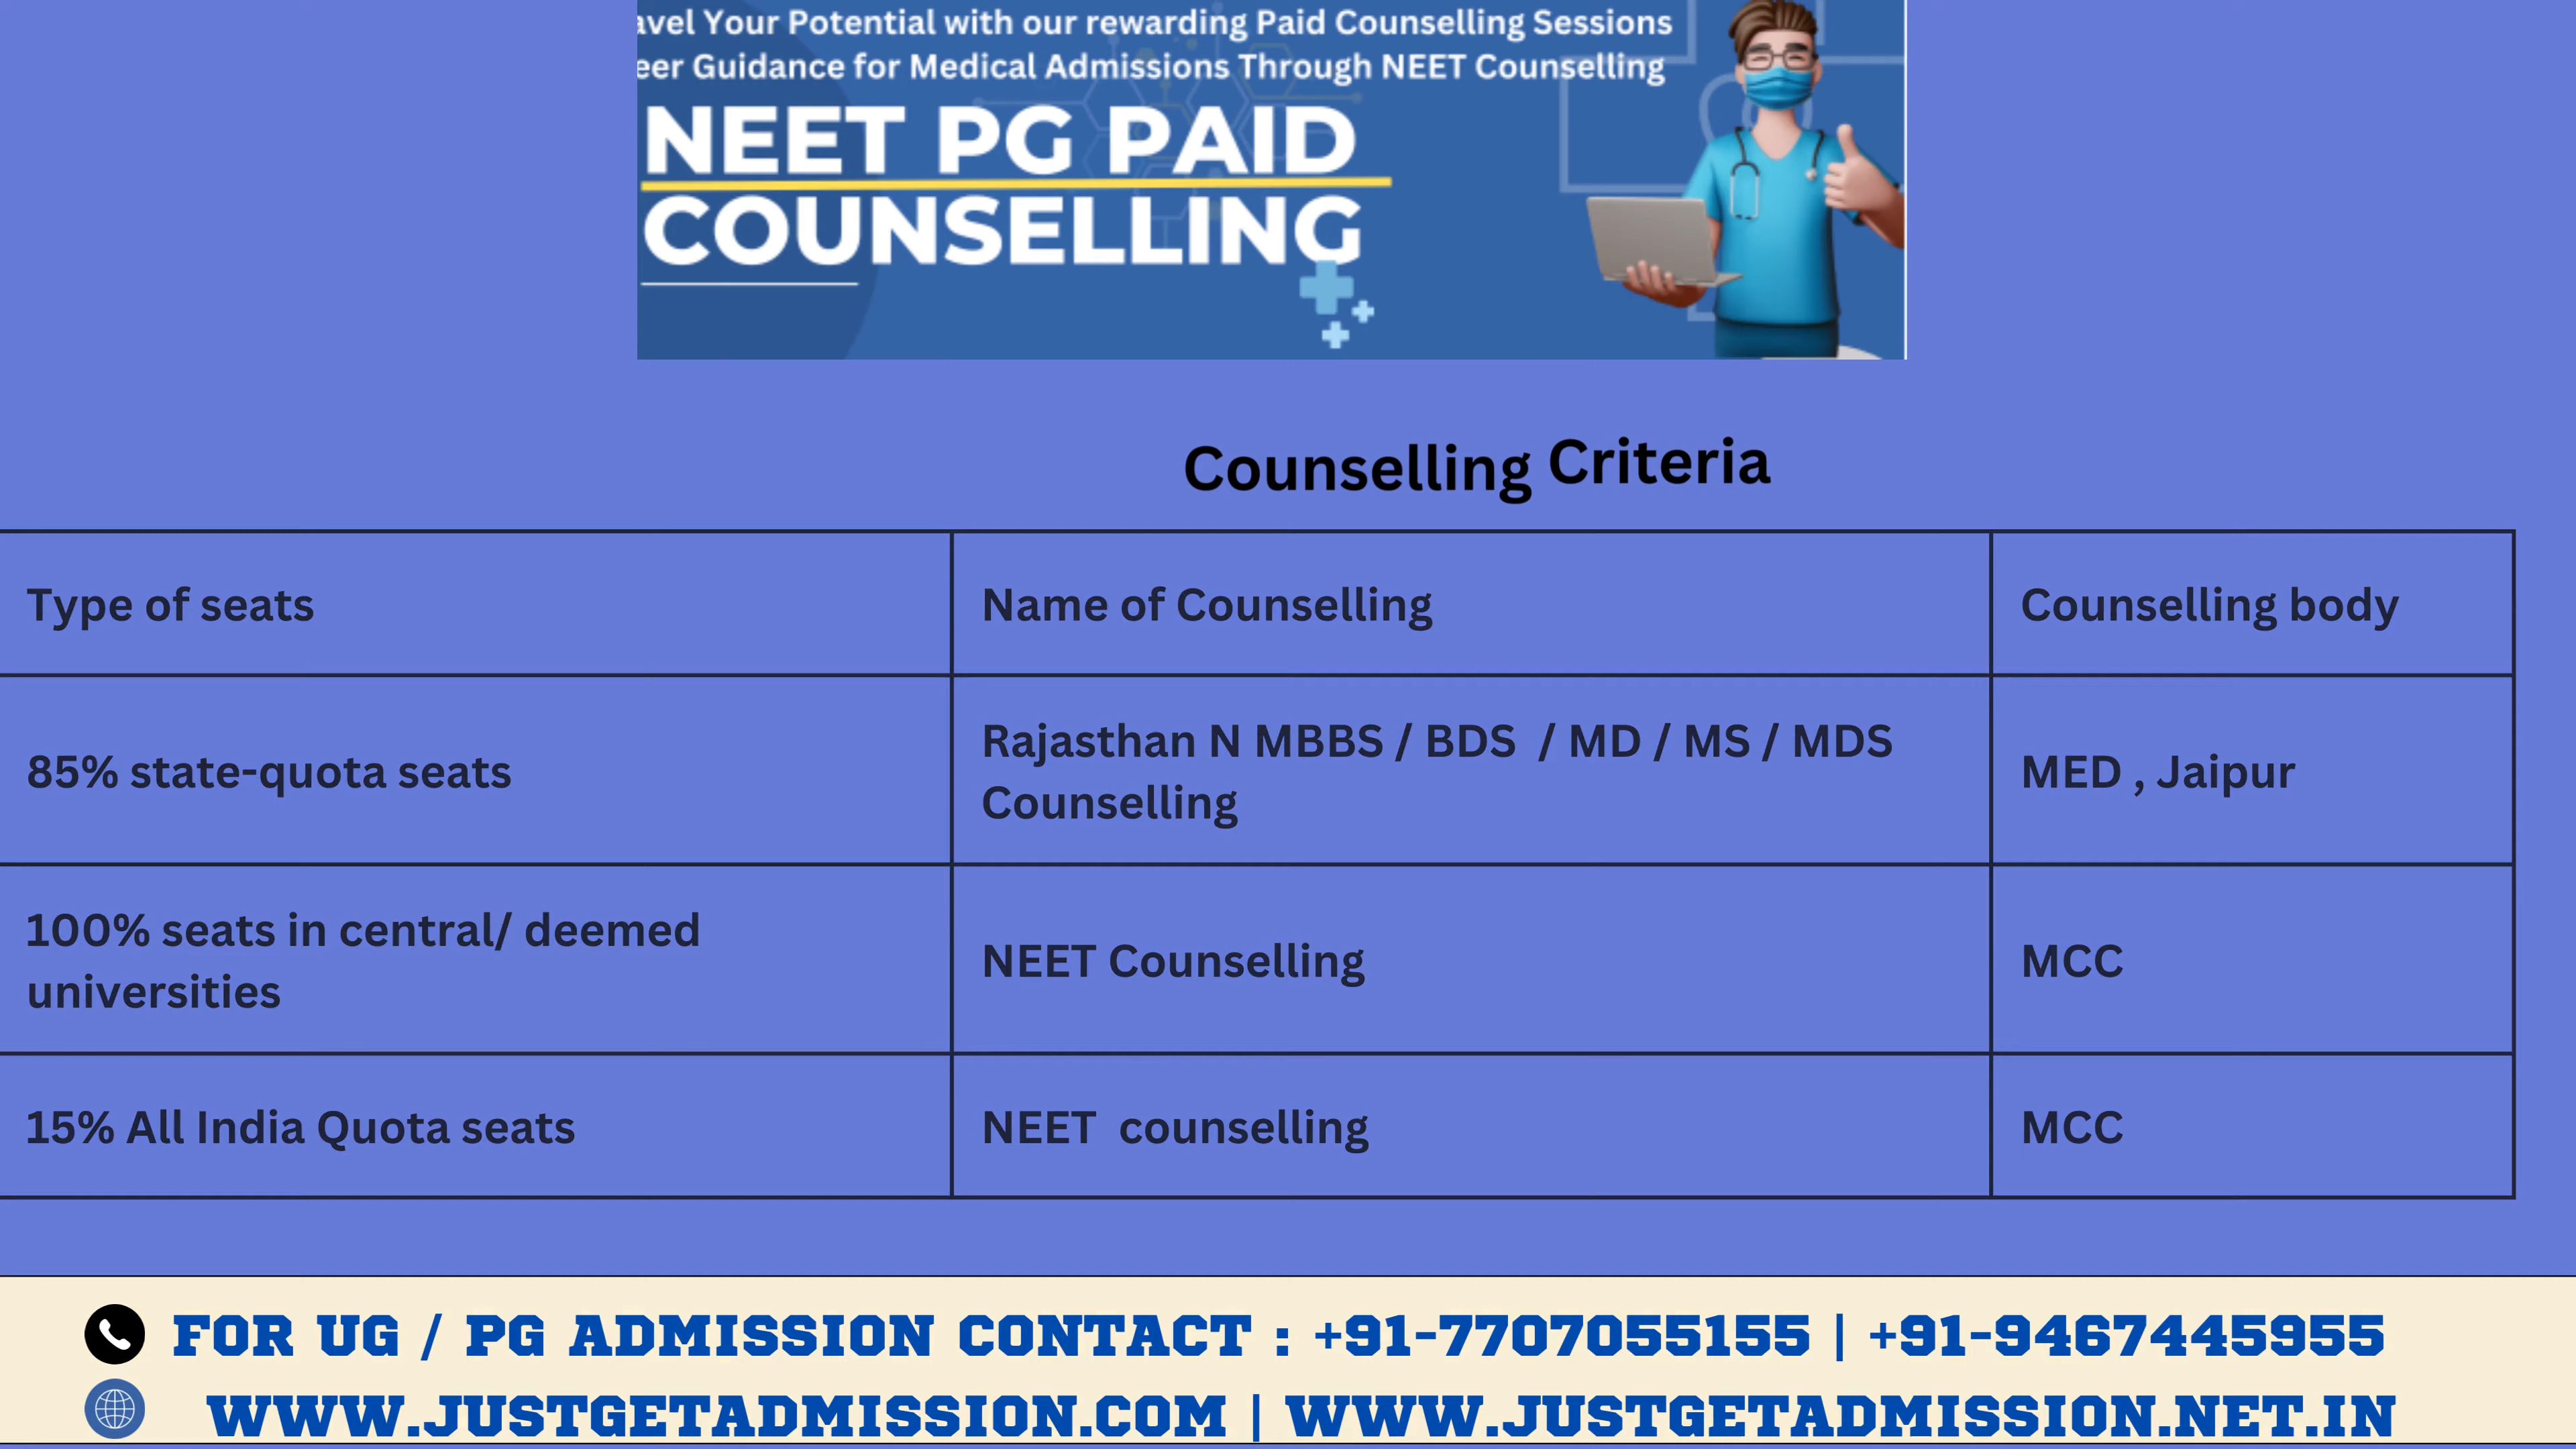 avel Your Potential with our rewarding Paid Counselling Sessions
eer Guidance for Medical Admissions Through NEET Counselling
NEET PG PAID
COUNSELLING
Counselling Criteria
Type of seats
Name of Counselling
Counselling body
85% state-quota seats
Rajasthan N MBBS / BDS / MD / MS / MDS
Counselling
MED , Jaipur
100% seats in central/ deemed
universities
NEET Counselling
MCC
15% All India Quota seats
NEET counselling
MCC
FOR UG / PG ADMISSION CONTACT : +91-7707055155 | +91-9467445955
WWW.JUSTGETADMISSION.COM | WWW.JUSTGETADMISSION.NET.IN